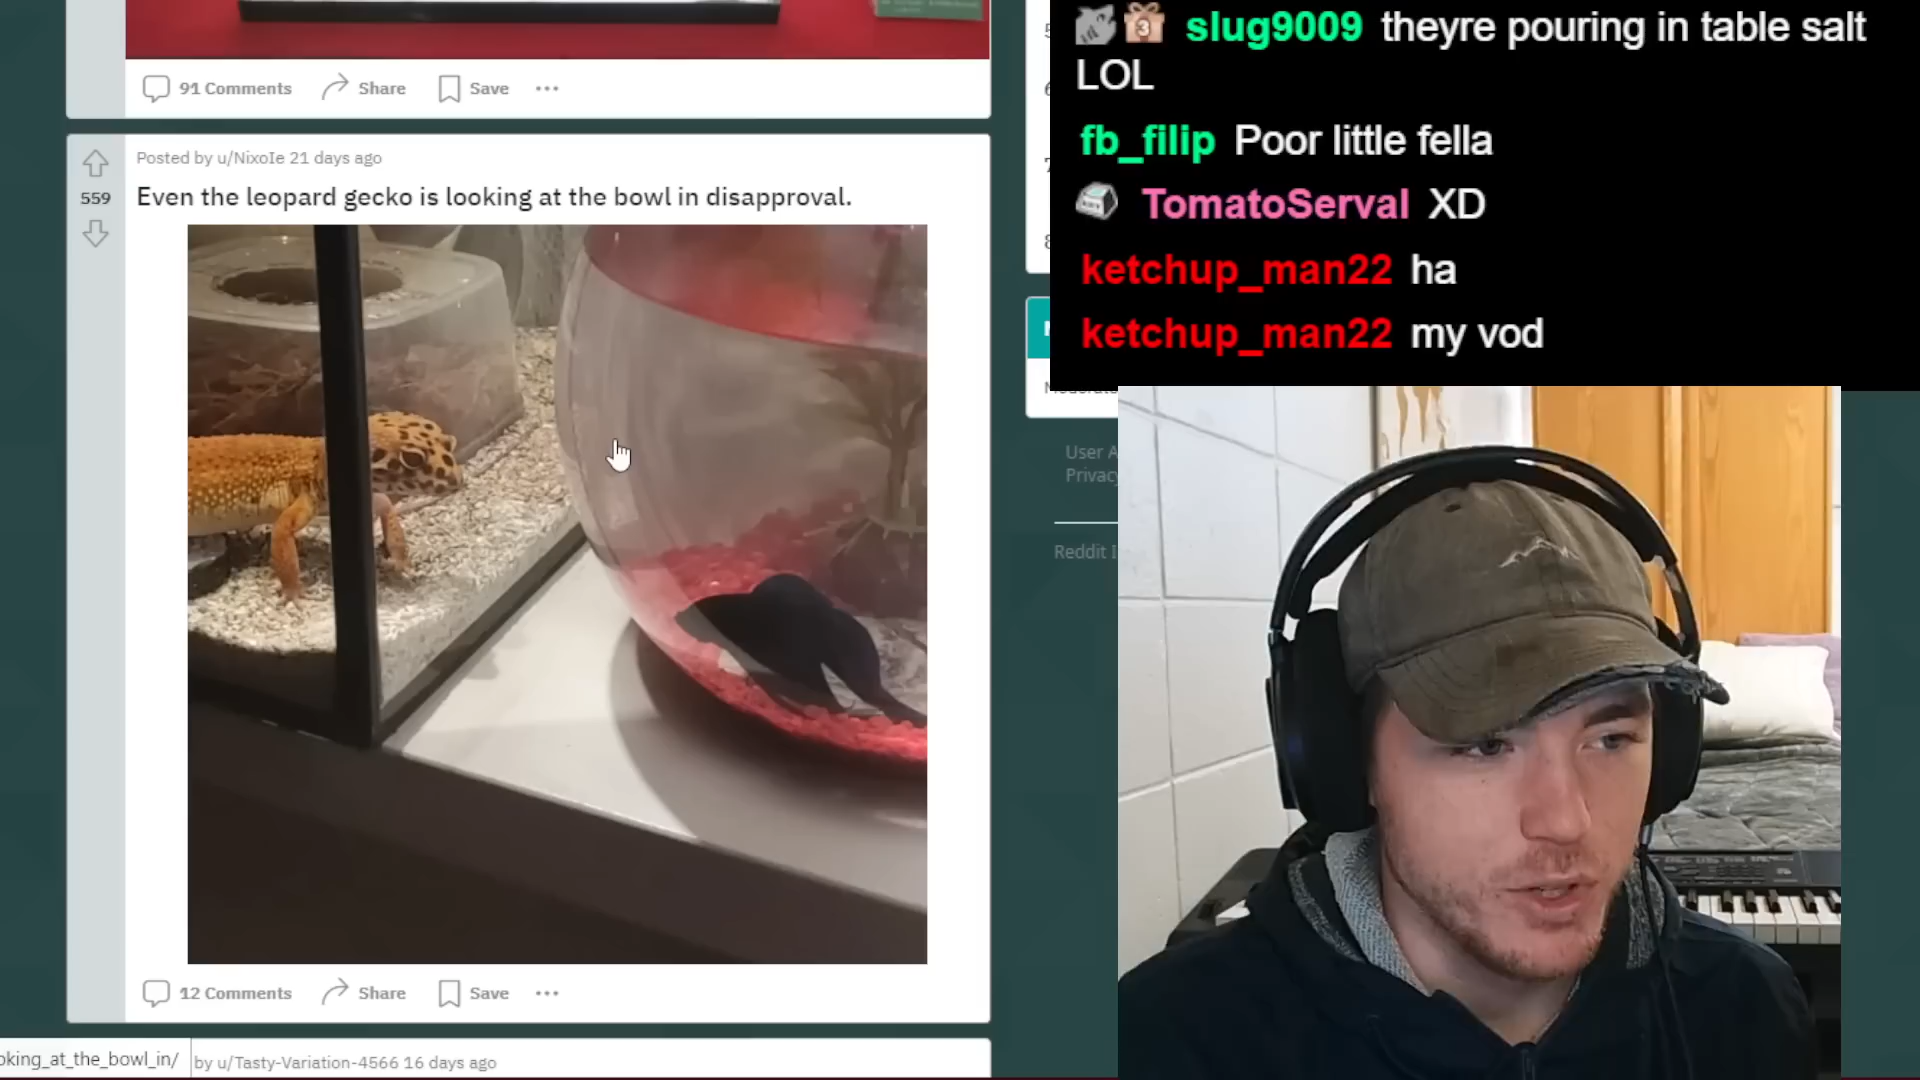 91 Comments Share Save
Posted by u/NixoIe 21 days ago
559
Even the leopard gecko is looking at the bowl in disapproval.
12 Comments Share Save
oking_at_the_bowl_in/
by u/Tasty-Variation-4566 16 days ago
slug9009 theyre pouring in table salt
LOL
fb_filip Poor little fella
TomatoServal XD
ketchup_man22 ha
ketchup_man22 my vod
User A
Privacy
Reddit I